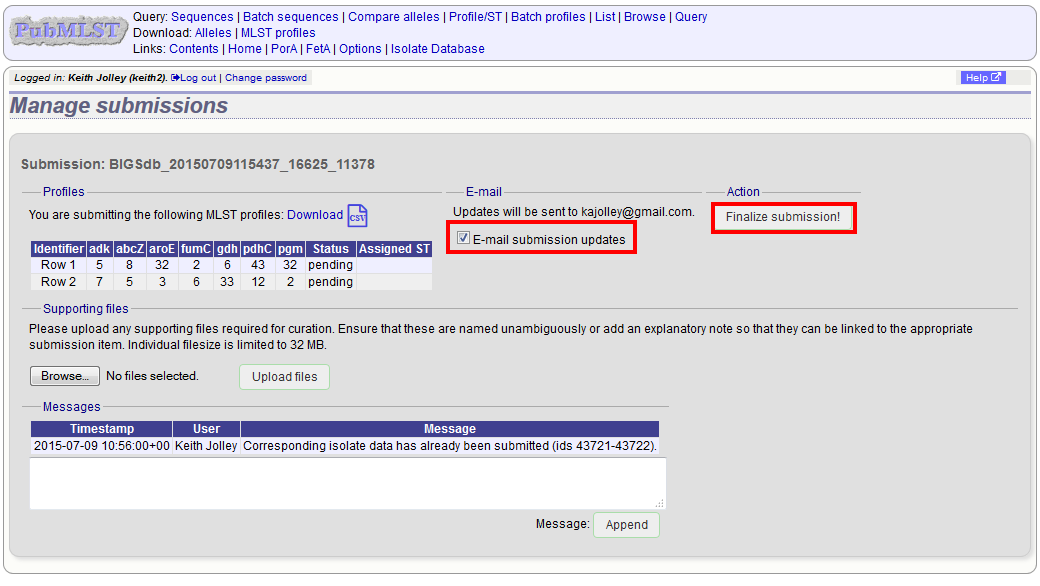 PubMLST
Query: Sequences | Batch sequences | Compare alleles | Profile/ST | Batch profiles | List | Browse | Query
Download: Alleles | MLST profiles
Links: Contents | Home | PorA | FetA | Options | Isolate Database
Logged in: Keith Jolley (keith2). Log out | Change password
Help
Manage submissions
Submission: BIGSdb_20150709115437_16625_11378
Profiles
You are submitting the following MLST profiles: Download CSV
Identifier adk abcZ aroE fumC gdh pdhC pgm Status Assigned ST
Row 1 5 8 32 2 6 43 32 pending
Row 2 7 5 3 6 33 12 2 pending
E-mail
Updates will be sent to kajolley@gmail.com.
E-mail submission updates
Action
Finalize submission!
Supporting files
Please upload any supporting files required for curation. Ensure that these are named unambiguously or add an explanatory note so that they can be linked to the appropriate
submission item. Individual filesize is limited to 32 MB.
Browse... No files selected. Upload files
Messages
Timestamp User Message
2015-07-09 10:56:00+00 Keith Jolley Corresponding isolate data has already been submitted (ids 43721-43722).
Message: Append